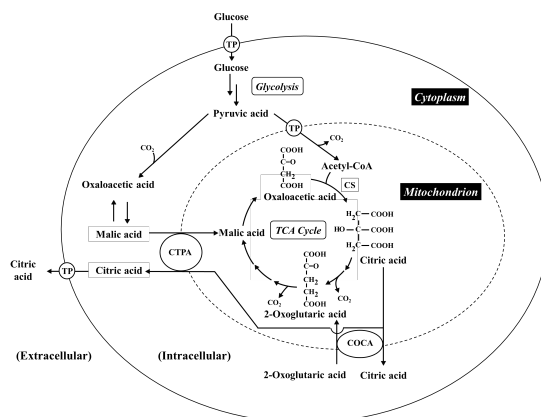 Glucose
TP
Glucose
Glycolysis
Cytoplasm
Pyruvic acid
TP
CO2
CO2
COOH
C=O
CH2
COOH
Acetyl-CoA
CS
Mitochondrion
Oxaloacetic acid
Oxaloacetic acid
H2C — COOH
HO — C — COOH
H2C — COOH
Malic acid
Malic acid
TCA Cycle
CTPA
Citric acid
Citric
acid
TP
Citric acid
COOH
C=O
CH2
CH2
COOH
CO2
CO2
2-Oxoglutaric acid
(Extracellular)
(Intracellular)
COCA
2-Oxoglutaric acid
Citric acid